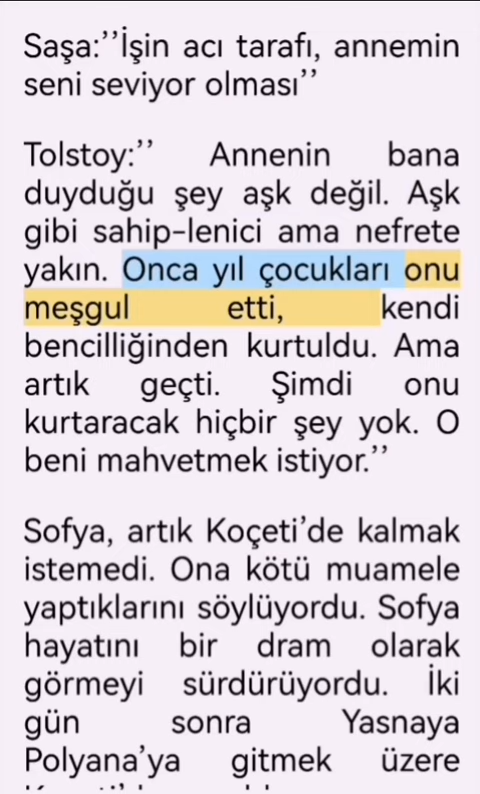 Saşa:’’İşin acı tarafı, annemin
seni seviyor olması’’
Tolstoy:’’ Annenin bana
duyduğu şey aşk değil. Aşk
gibi sahip-lenici ama nefrete
yakın. Onca yıl çocukları onu
meşgul etti, kendi
bencilliğinden kurtuldu. Ama
artık geçti. Şimdi onu
kurtaracak hiçbir şey yok. O
beni mahvetmek istiyor.’’
Sofya, artık Koçeti’de kalmak
istemedi. Ona kötü muamele
yaptıklarını söylüyordu. Sofya
hayatını bir dram olarak
görmeyi sürdürüyordu. İki
gün sonra Yasnaya
Polyana’ya gitmek üzere